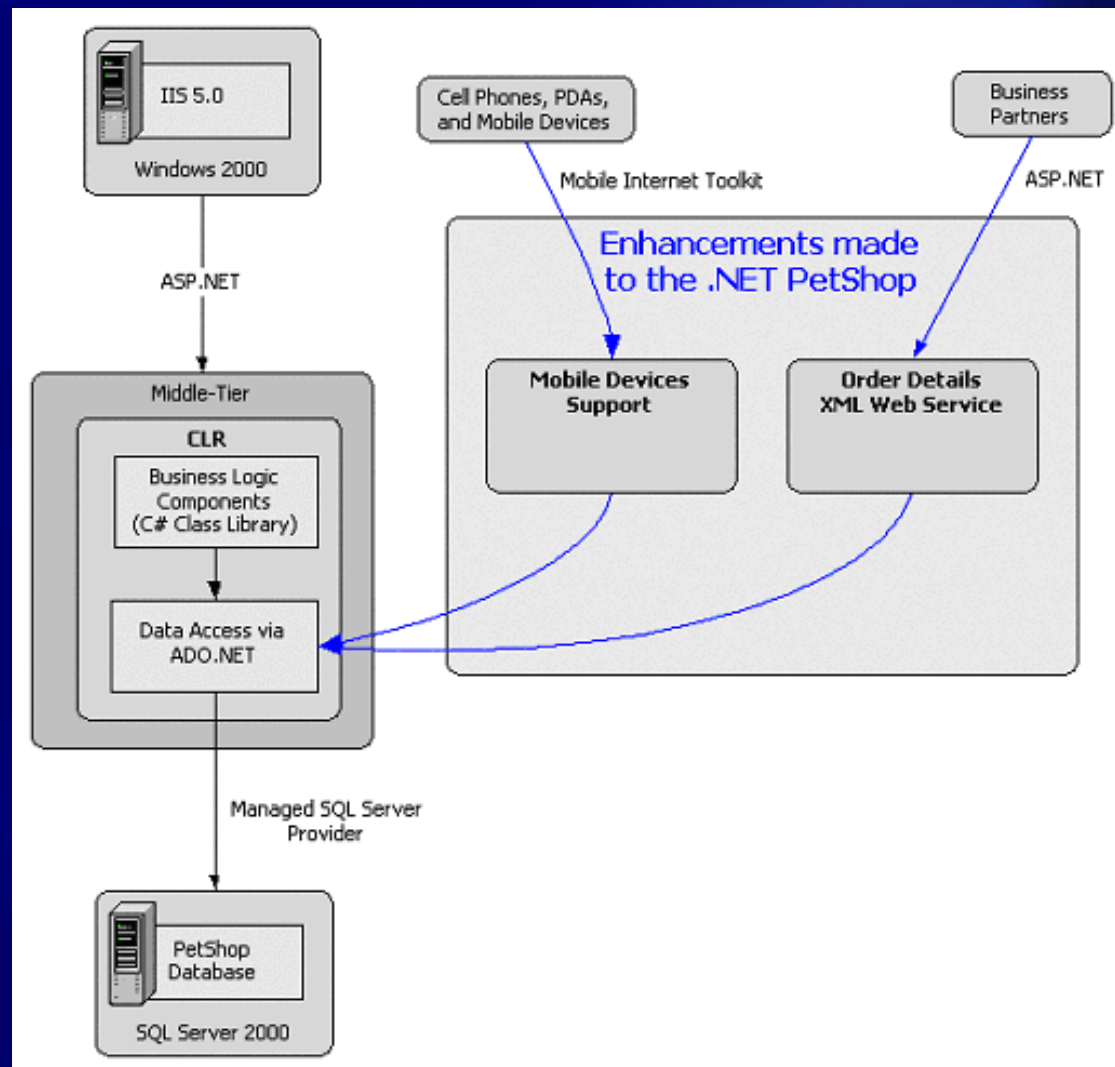 IIS 5.0
Windows 2000
ASP.NET
Cell Phones, PDAs,
and Mobile Devices
Mobile Internet Toolkit
Business
Partners
ASP.NET
Enhancements made
to the .NET PetShop
Mobile Devices
Support
Order Details
XML Web Service
Middle-Tier
CLR
Business Logic
Components
(C# Class Library)
Data Access via
ADO.NET
Managed SQL Server
Provider
PetShop
Database
SQL Server 2000